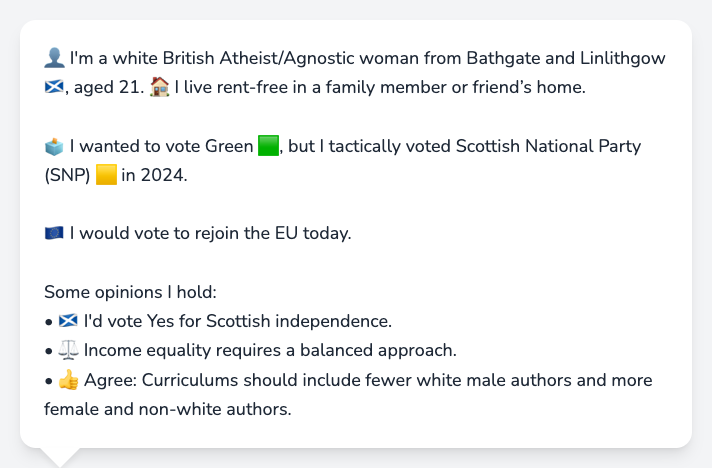 👤 I'm a white British Atheist/Agnostic woman from Bathgate and Linlithgow
🏴󠁧󠁢󠁳󠁣󠁴󠁿, aged 21. 🏠 I live rent-free in a family member or friend’s home.
🗳️ I wanted to vote Green 🟩, but I tactically voted Scottish National Party
(SNP) 🟨 in 2024.
🇪🇺 I would vote to rejoin the EU today.
Some opinions I hold:
• 🏴󠁧󠁢󠁳󠁣󠁴󠁿 I'd vote Yes for Scottish independence.
• ⚖️ Income equality requires a balanced approach.
• 👍 Agree: Curriculums should include fewer white male authors and more
female and non-white authors.